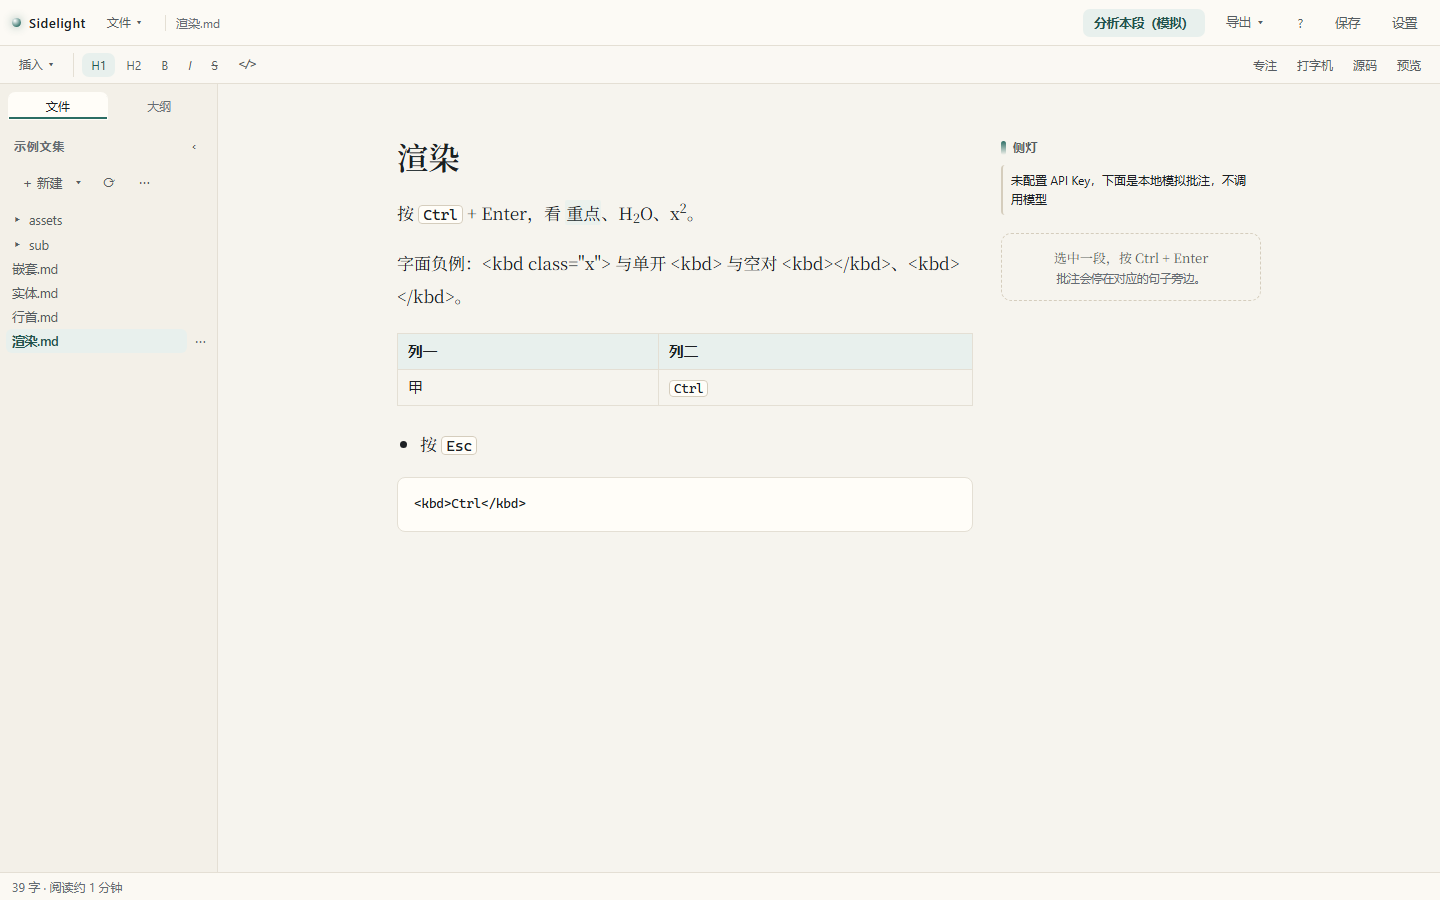 Sidelight 文件 ▾ 渲染.md 分析本段（模拟） 导出 ▾ ? 保存 设置
插入 ▾ H1 H2 B I S </> 专注 打字机 源码 预览
文件 大纲
示例文集 ‹
+ 新建 ▾ ⟳ ···
▸ assets
▸ sub
嵌套.md
实体.md
行首.md
渲染.md ···
渲染
按 Ctrl + Enter，看 重点、H₂O、x²。
字面负例：<kbd class="x"> 与单开 <kbd> 与空对 <kbd></kbd>、<kbd>
</kbd>。
列一 列二
甲 Ctrl
• 按 Esc
<kbd>Ctrl</kbd>
侧灯
未配置 API Key，下面是本地模拟批注，不调
用模型
选中一段，按 Ctrl + Enter
批注会停在对应的句子旁边。
39 字 · 阅读约 1 分钟